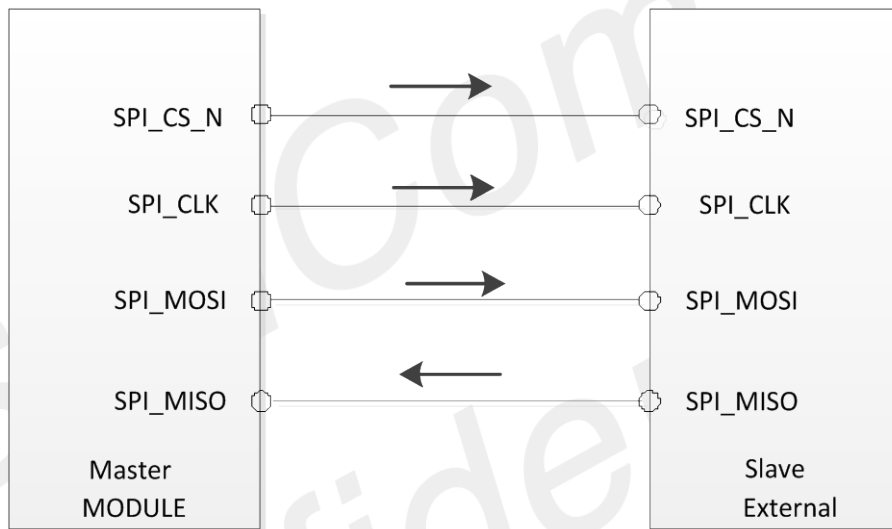 SPI_CS_N
SPI_CS_N
SPI_CLK
SPI_CLK
SPI_MOSI
SPI_MOSI
SPI_MISO
SPI_MISO
Master
MODULE
Slave
External